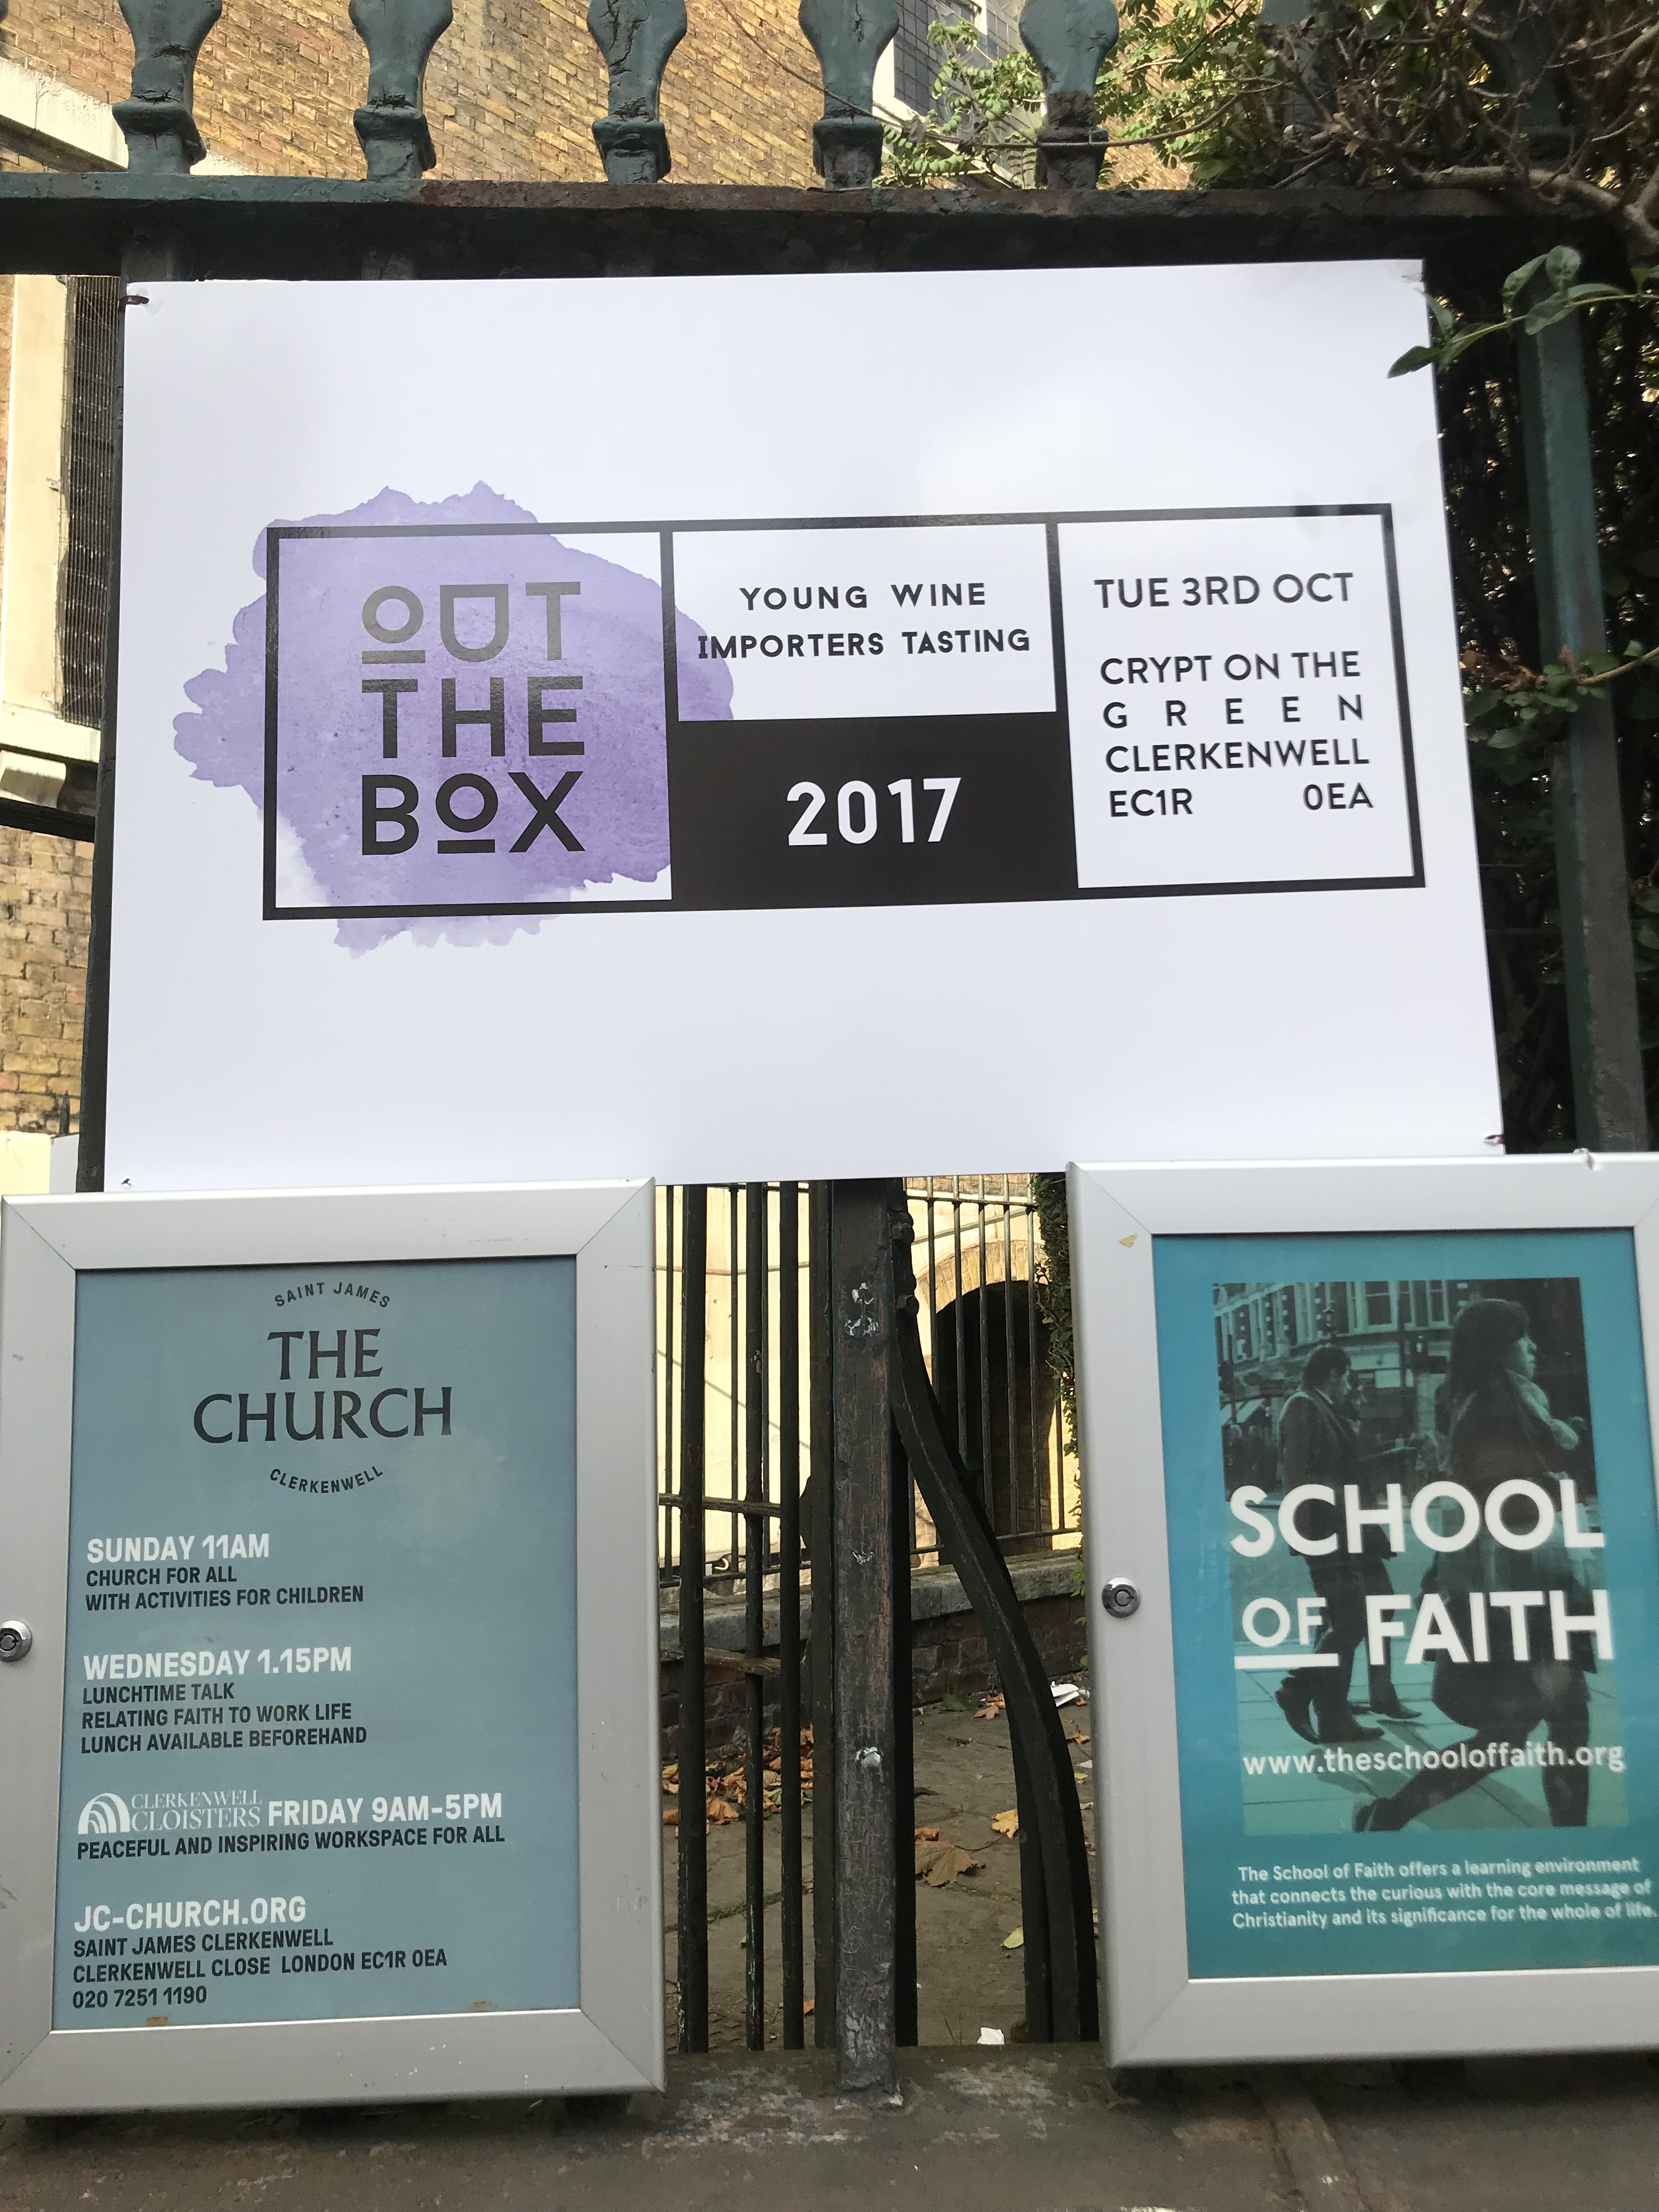 OUT
THE
BOX
YOUNG WINE
IMPORTERS TASTING
2017
TUE 3RD OCT
CRYPT ON THE
GREEN
CLERKENWELL
EC1R 0EA
SAINT JAMES
THE
CHURCH
CLERKENWELL
SUNDAY 11AM
CHURCH FOR ALL
WITH ACTIVITIES FOR CHILDREN
WEDNESDAY 1.15PM
LUNCHTIME TALK
RELATING FAITH TO WORK LIFE
LUNCH AVAILABLE BEFOREHAND
CLERKENWELL
CLOISTERS FRIDAY 9AM-5PM
PEACEFUL AND INSPIRING WORKSPACE FOR ALL
JC-CHURCH.ORG
SAINT JAMES CLERKENWELL
CLERKENWELL CLOSE LONDON EC1R 0EA
020 7251 1190
SCHOOL
OF FAITH
www.theschooloffaith.org
The School of Faith offers a learning environment
that connects the curious with the core message of
Christianity and its significance for the whole of life.